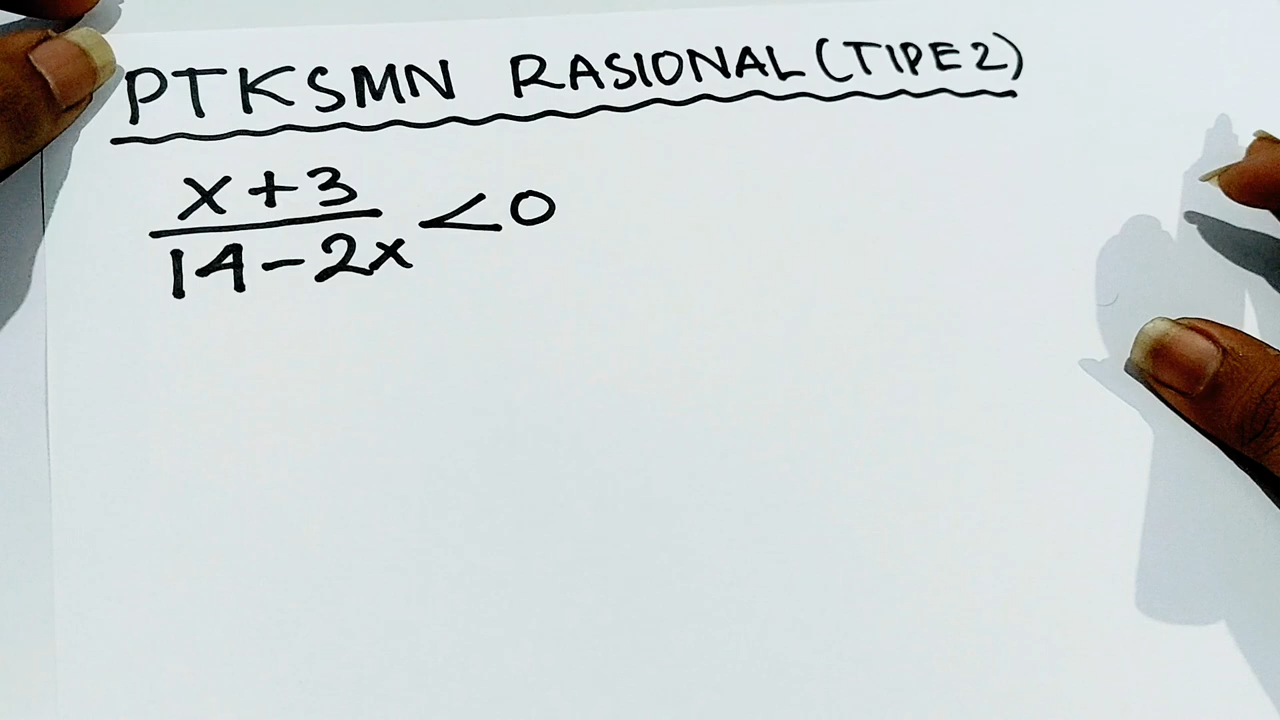 PTKSMN RASIONAL (TIPE 2)
x+3
14-2x <0